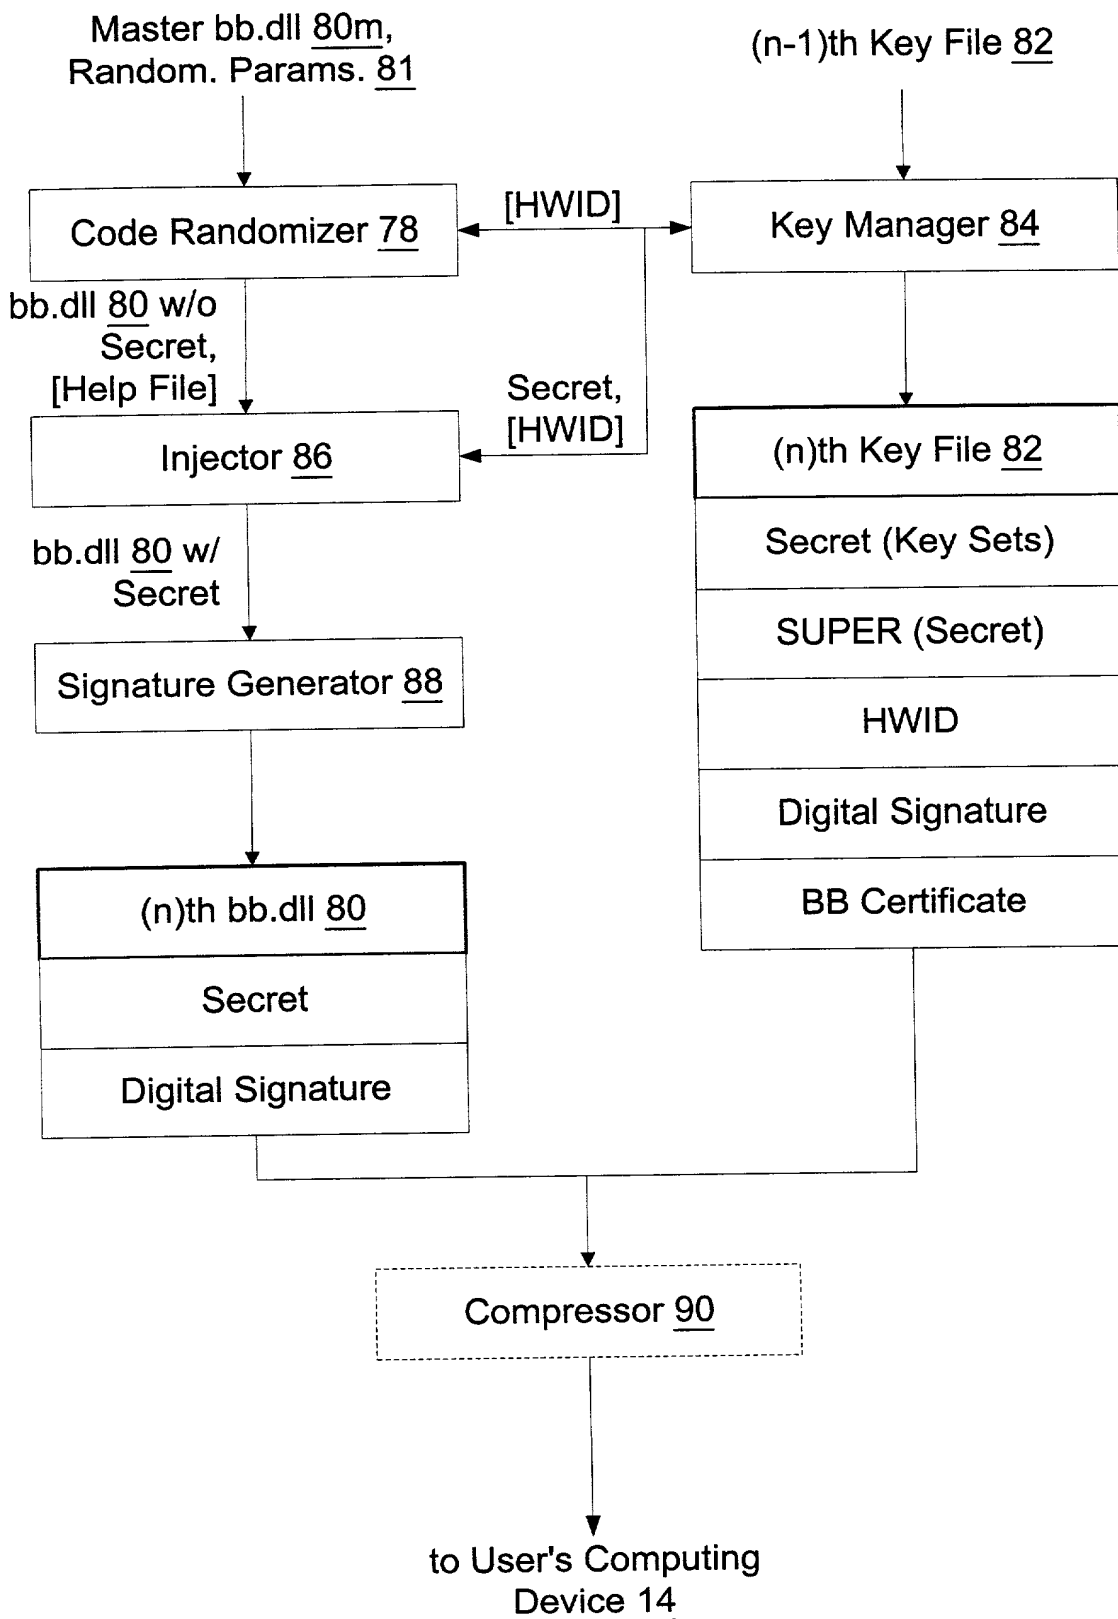 Master bb.dll 80m,
Random. Params. 81
(n-1)th Key File 82
Code Randomizer 78
[HWID]
Key Manager 84
bb.dll 80 w/o
Secret,
[Help File]
Secret,
[HWID]
Injector 86
(n)th Key File 82
Secret (Key Sets)
bb.dll 80 w/
Secret
SUPER (Secret)
Signature Generator 88
HWID
Digital Signature
(n)th bb.dll 80
BB Certificate
Secret
Digital Signature
Compressor 90
to User's Computing
Device 14